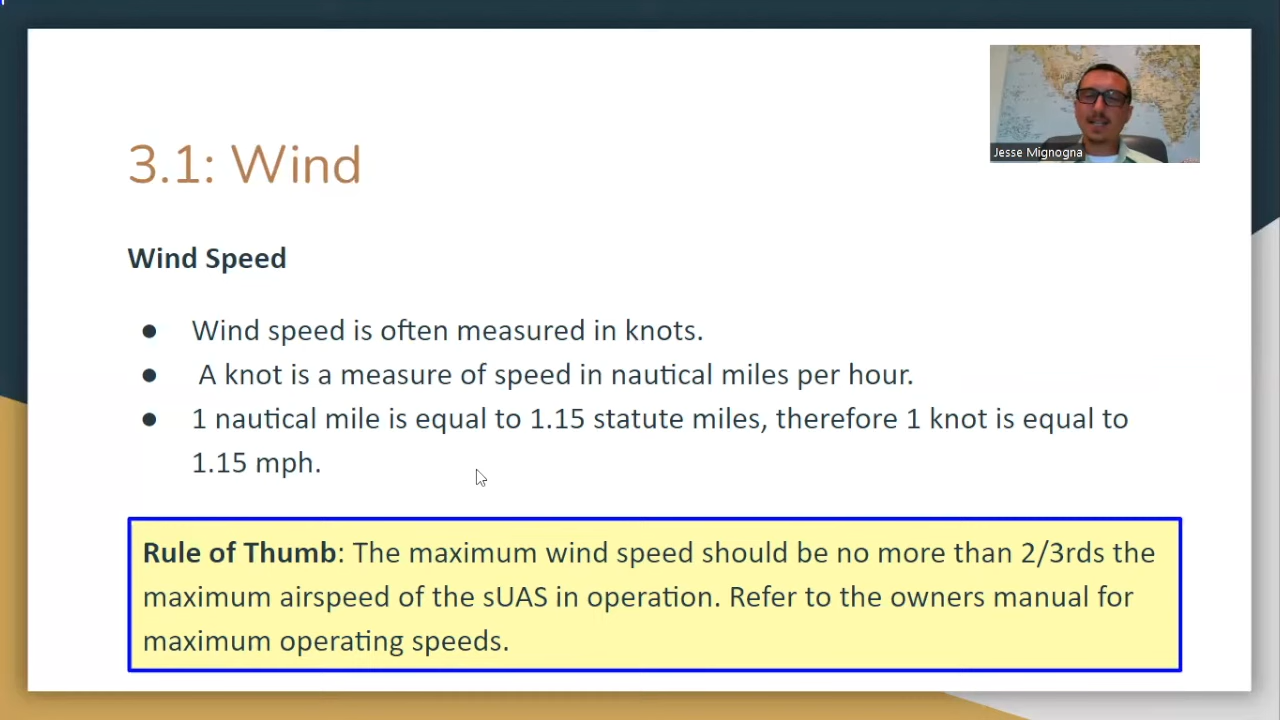 Jesse Mignogna
3.1: Wind
Wind Speed
● Wind speed is often measured in knots.
● A knot is a measure of speed in nautical miles per hour.
● 1 nautical mile is equal to 1.15 statute miles, therefore 1 knot is equal to
1.15 mph.
Rule of Thumb: The maximum wind speed should be no more than 2/3rds the
maximum airspeed of the sUAS in operation. Refer to the owners manual for
maximum operating speeds.